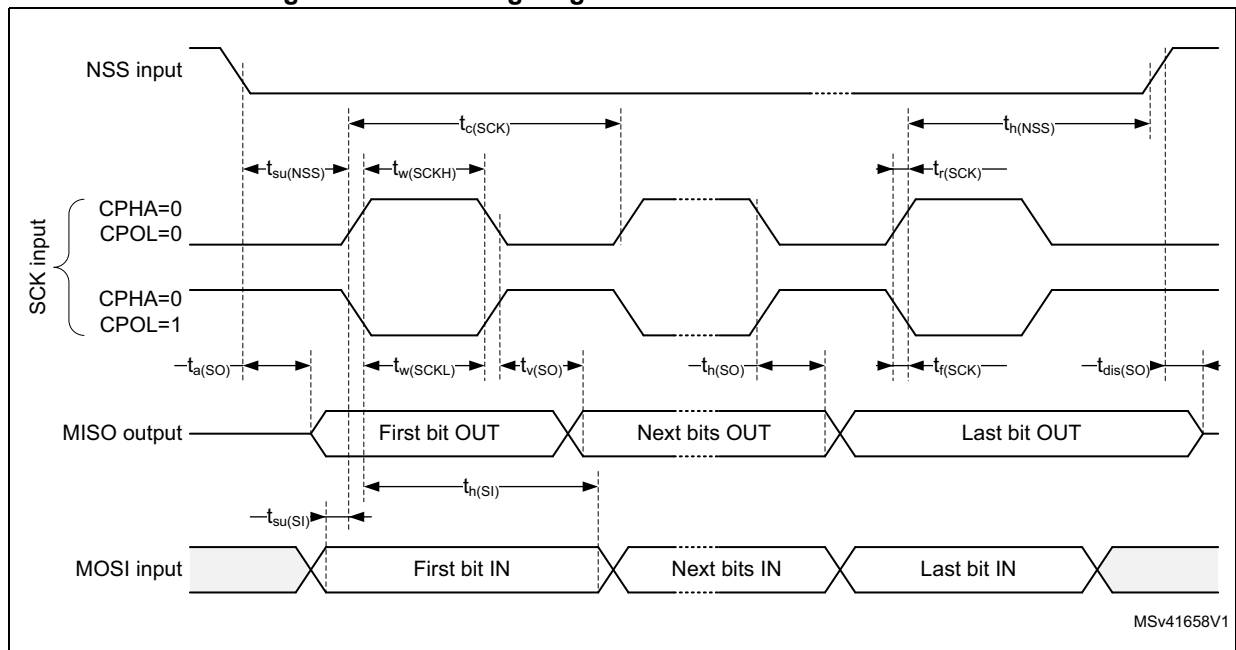 NSS input
tc(SCK)
th(NSS)
tsu(NSS)
tw(SCKH)
tr(SCK)
SCK input
CPHA=0
CPOL=0
CPHA=0
CPOL=1
ta(SO)
tw(SCKL)
tv(SO)
th(SO)
tf(SCK)
tdis(SO)
MISO output
First bit OUT
Next bits OUT
Last bit OUT
th(SI)
tsu(SI)
MOSI input
First bit IN
Next bits IN
Last bit IN
MSv41658V1